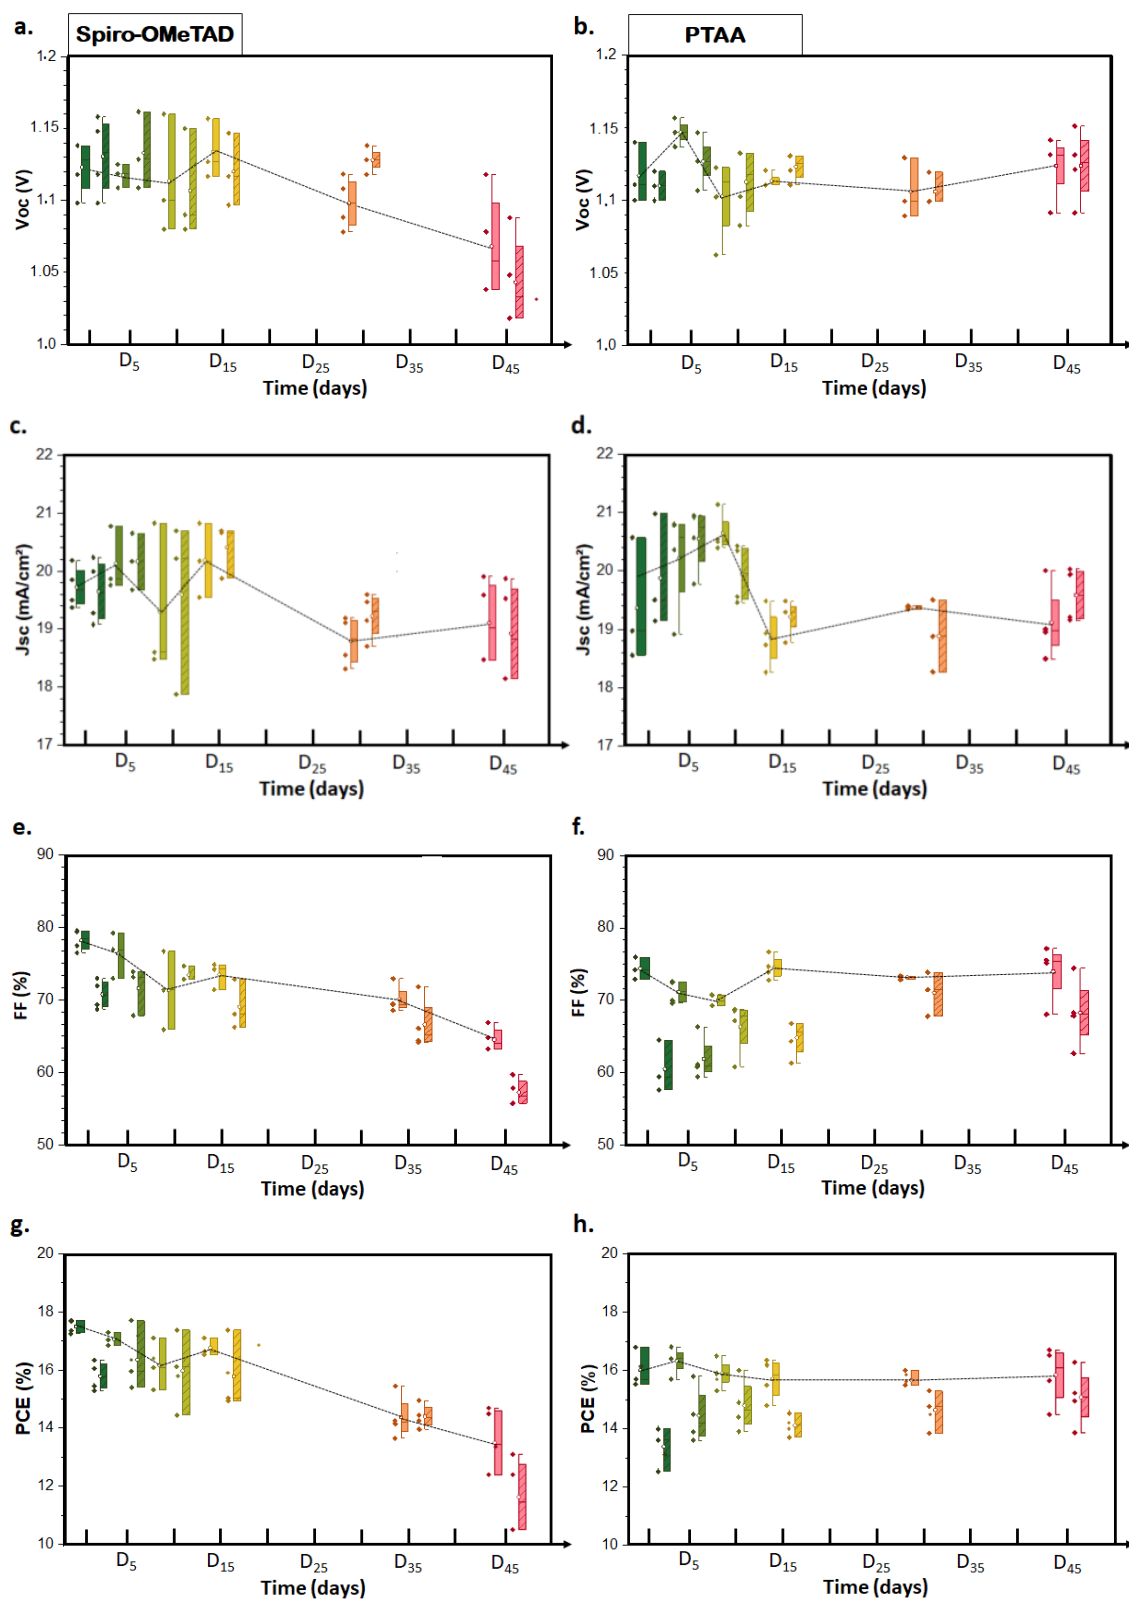 a. Spiro-OMeTAD
1.2
1.15
1.1
1.05
1.0
Voc (V)
D5 D15 D25 D35 D45
Time (days)
b. PTAA
1.2
1.15
1.1
1.05
1.0
Voc (V)
D5 D15 D25 D35 D45
Time (days)
c.
22
21
20
19
18
17
Jsc (mA/cm²)
D5 D15 D25 D35 D45
Time (days)
d.
22
21
20
19
18
17
Jsc (mA/cm²)
D5 D15 D25 D35 D45
Time (days)
e.
90
80
70
60
50
FF (%)
D5 D15 D25 D35 D45
Time (days)
f.
90
80
70
60
50
FF (%)
D5 D15 D25 D35 D45
Time (days)
g.
20
18
16
14
12
10
PCE (%)
D5 D15 D25 D35 D45
Time (days)
h.
20
18
16
14
12
10
PCE (%)
D5 D15 D25 D35 D45
Time (days)